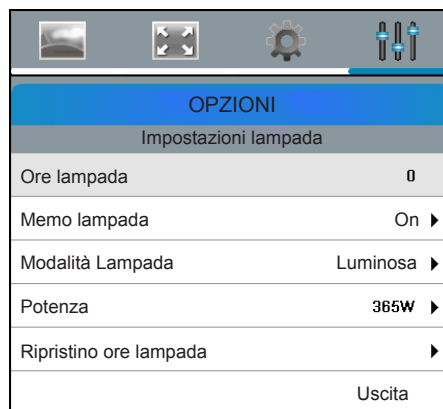 OPZIONI
Impostazioni lampada
Ore lampada 0
Memo lampada On
Modalità Lampada Luminosa
Potenza 365W
Ripristino ore lampada
Uscita